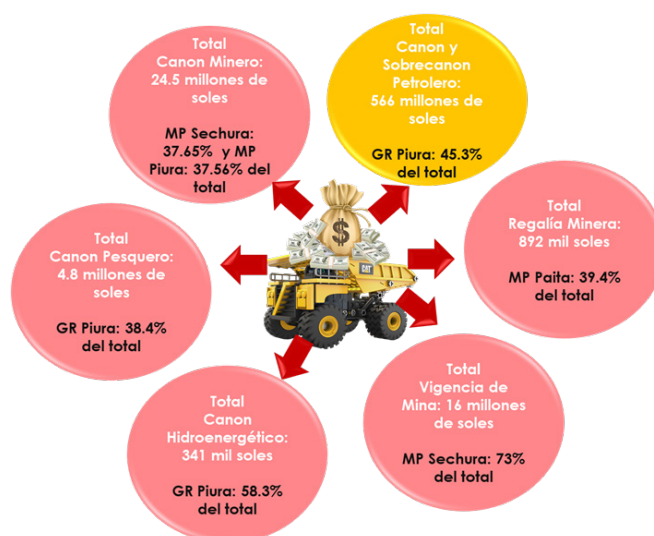 Total
Canon Minero:
24.5 millones de
soles
MP Sechura:
37.65% y MP
Piura: 37.56% del
total
Total
Canon y
Sobrecanon
Petrolero:
566 millones de
soles
GR Piura: 45.3%
del total
Total
Canon Pesquero:
4.8 millones de
soles
GR Piura: 38.4%
del total
$
CAT
Total
Regalía Minera:
892 mil soles
MP Paita: 39.4%
del total
Total
Canon
Hidroenergético:
341 mil soles
GR Piura: 58.3%
del total
Total
Vigencia de
Mina: 16 millones
de soles
MP Sechura: 73%
del total